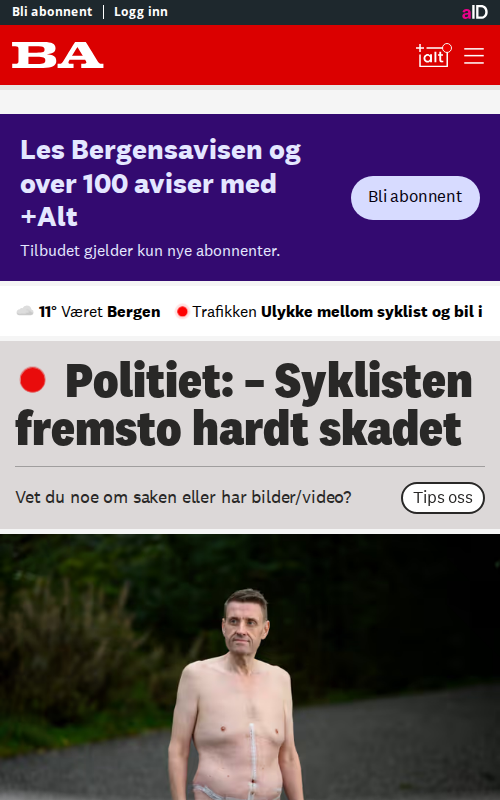 Bli abonnent | Logg inn
aID
BA
+alt
Les Bergensavisen og
over 100 aviser med
+Alt
Bli abonnent
Tilbudet gjelder kun nye abonnenter.
11° Været Bergen
Trafikken Ulykke mellom syklist og bil i
Politiet: – Syklisten
fremsto hardt skadet
Vet du noe om saken eller har bilder/video?
Tips oss